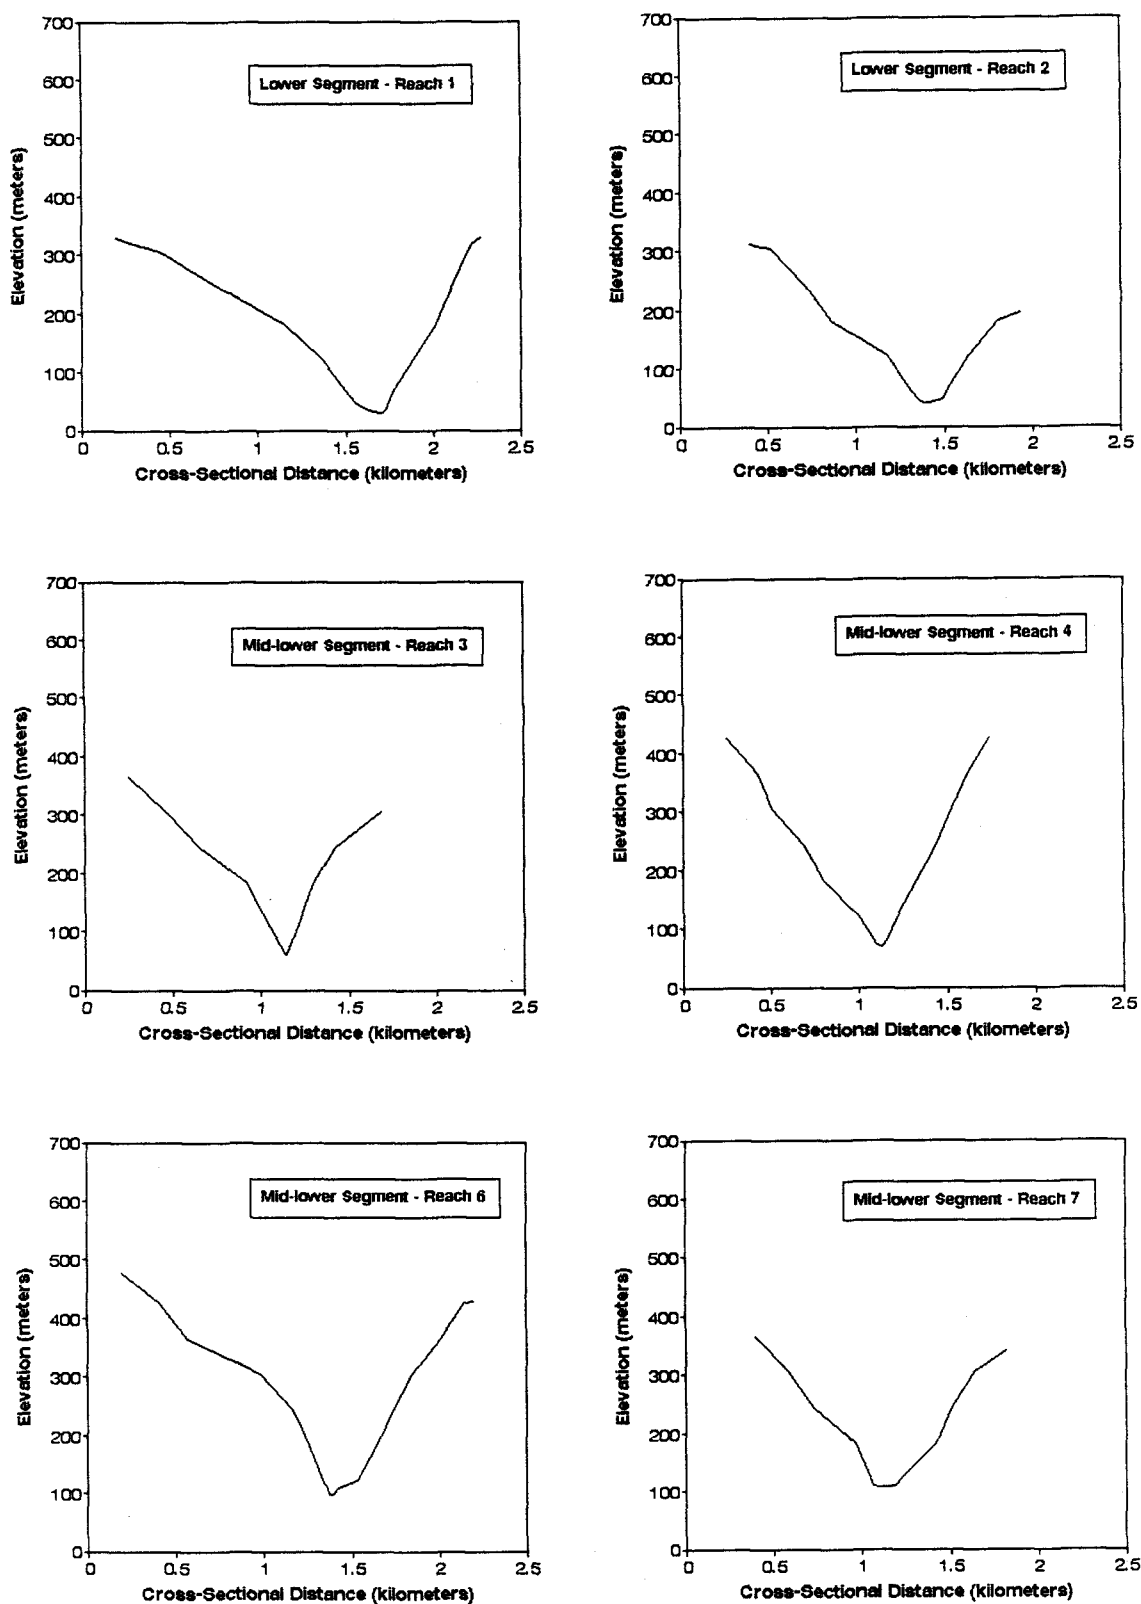 700
600
500
400
300
200
100
0
Elevation (meters)
Lower Segment - Reach 1
0 0.5 1 1.5 2 2.5
Cross-Sectional Distance (kilometers)
700
600
500
400
300
200
100
0
Elevation (meters)
Lower Segment - Reach 2
0 0.5 1 1.5 2 2.5
Cross-Sectional Distance (kilometers)
700
600
500
400
300
200
100
0
Elevation (meters)
Mid-lower Segment - Reach 3
0 0.5 1 1.5 2 2.5
Cross-Sectional Distance (kilometers)
700
600
500
400
300
200
100
0
Elevation (meters)
Mid-lower Segment - Reach 4
0 0.5 1 1.5 2 2.5
Cross-Sectional Distance (kilometers)
700
600
500
400
300
200
100
0
Elevation (meters)
Mid-lower Segment - Reach 6
0 0.5 1 1.5 2 2.5
Cross-Sectional Distance (kilometers)
700
600
500
400
300
200
100
0
Elevation (meters)
Mid-lower Segment - Reach 7
0 0.5 1 1.5 2 2.5
Cross-Sectional Distance (kilometers)